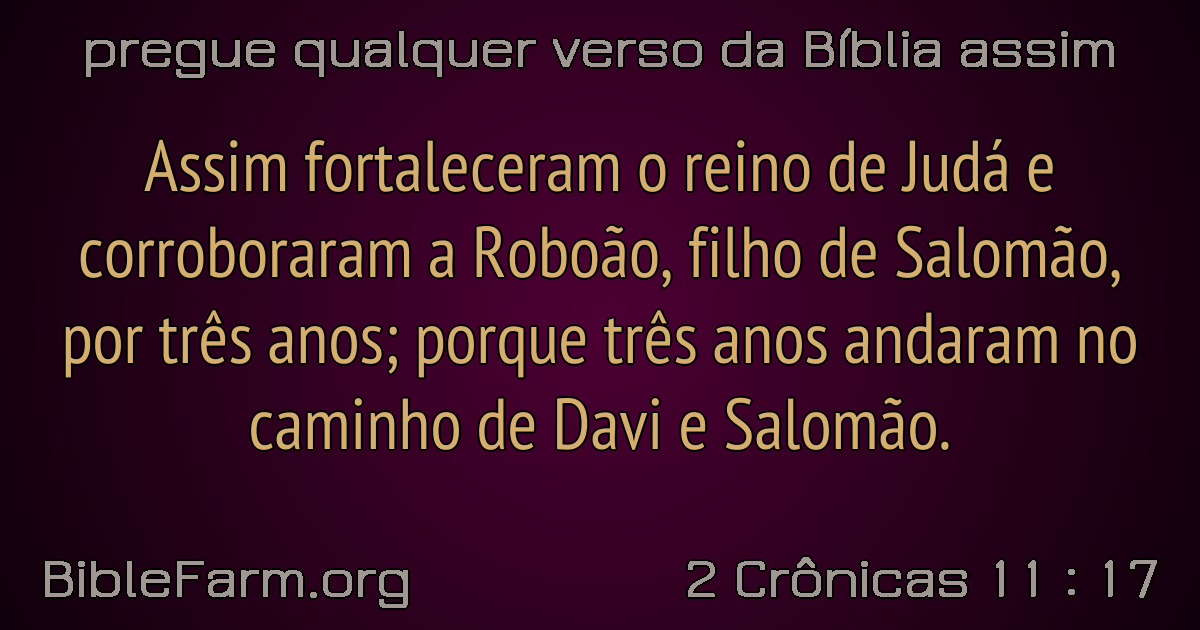 pregue qualquer verso da Bíblia assim
Assim fortaleceram o reino de Judá e
corroboraram a Roboão, filho de Salomão,
por três anos; porque três anos andaram no
caminho de Davi e Salomão.
BibleFarm.org
2 Crônicas 11 : 17